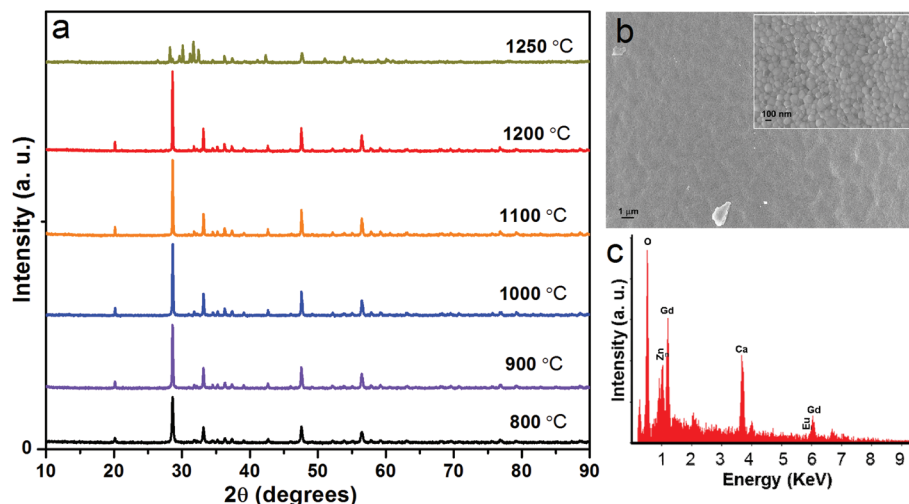 a
1250 °C
1200 °C
1100 °C
1000 °C
900 °C
800 °C
Intensity (a. u.)
0
10 20 30 40 50 60 70 80 90
2θ (degrees)
b
100 nm
1 μm
c
O
Gd
Zn
Ca
Eu
Gd
Intensity (a. u.)
1 2 3 4 5 6 7 8 9
Energy (KeV)